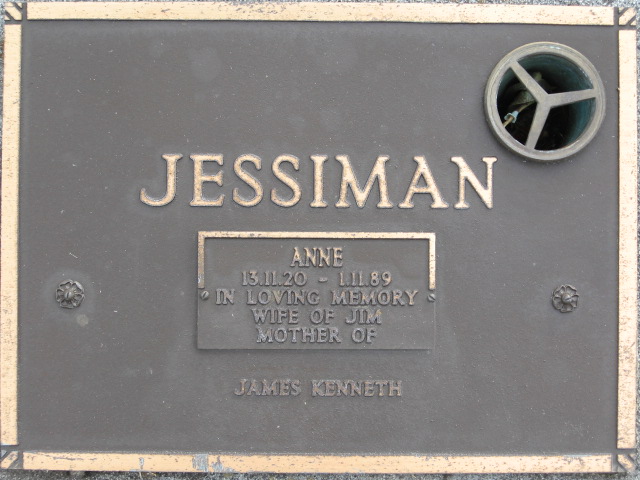 JESSIMAN
ANNE
13.11.20 - 1.11.89
IN LOVING MEMORY
WIFE OF JIM
MOTHER OF
JAMES KENNETH